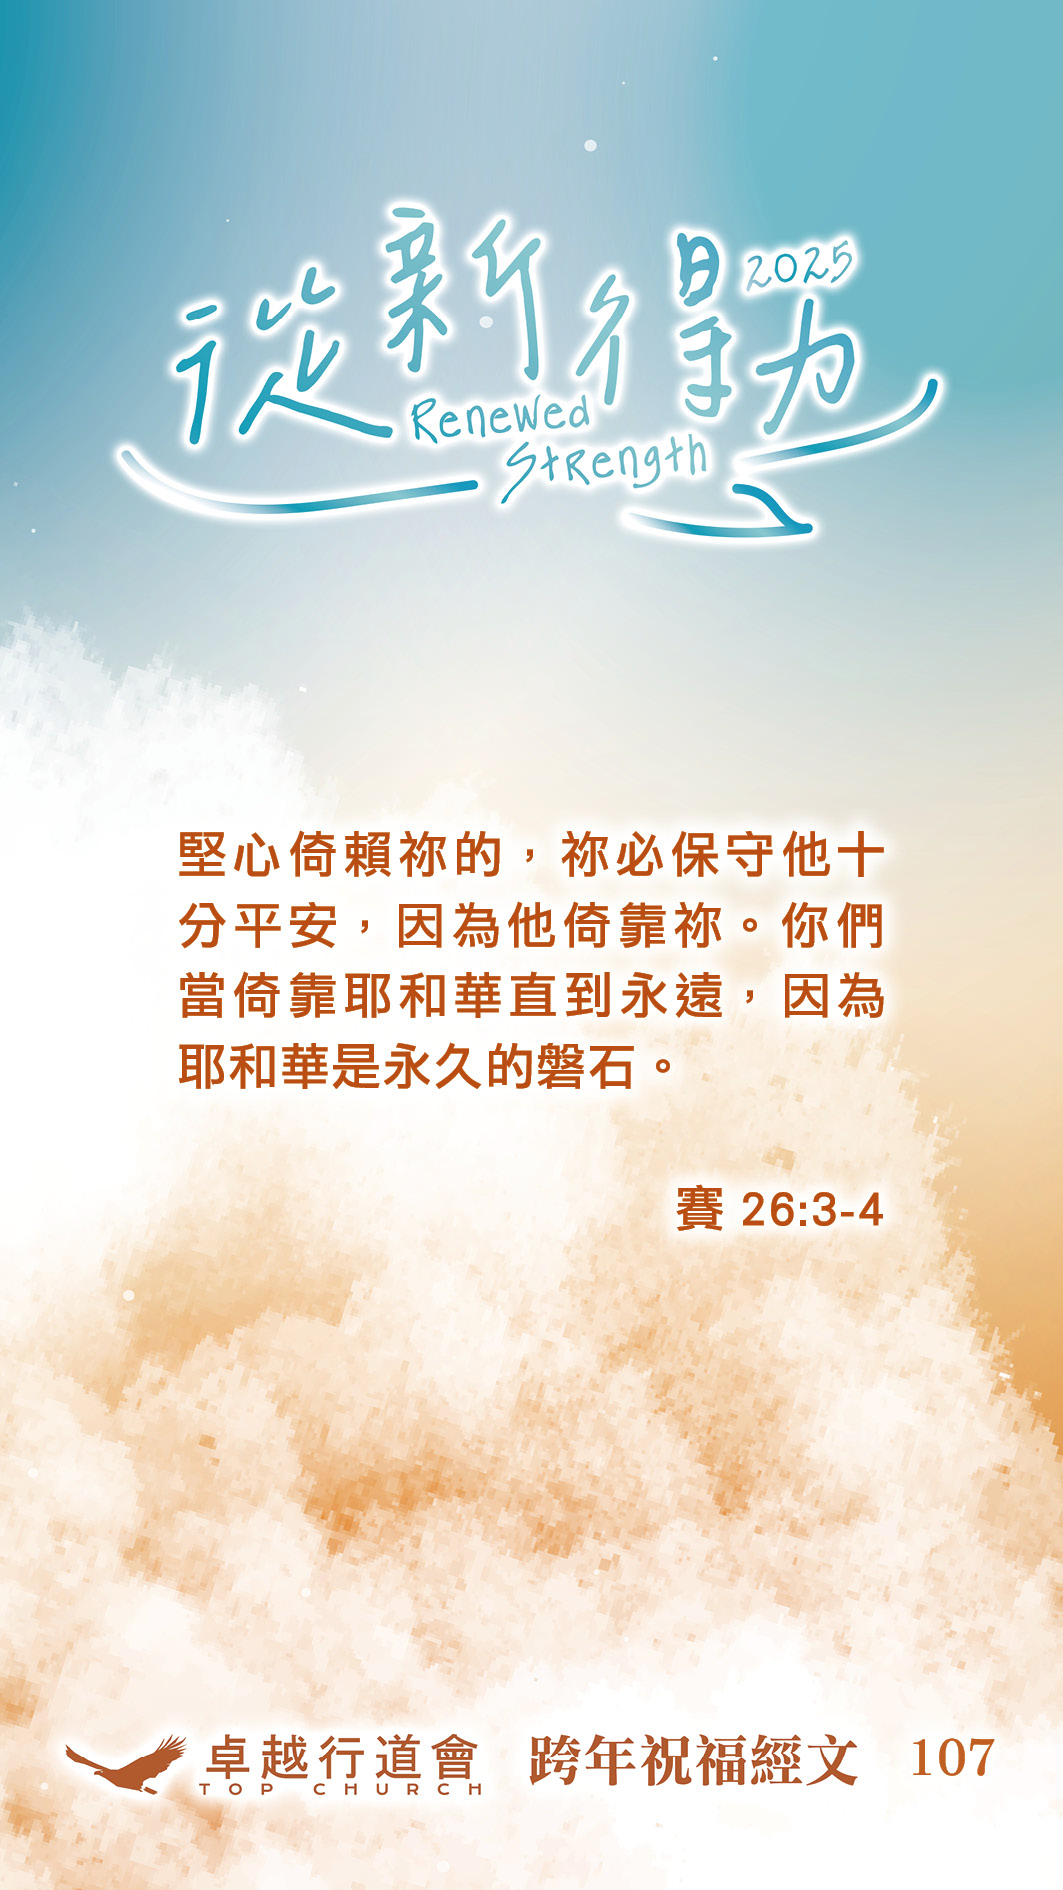 從新得力 2025
Renewed
Strength
堅心倚賴祢的，祢必保守他十
分平安，因為他倚靠祢。你們
當倚靠耶和華直到永遠，因為
耶和華是永久的磐石。
賽 26:3-4
卓越行道會 跨年祝福經文 107
TOP CHURCH